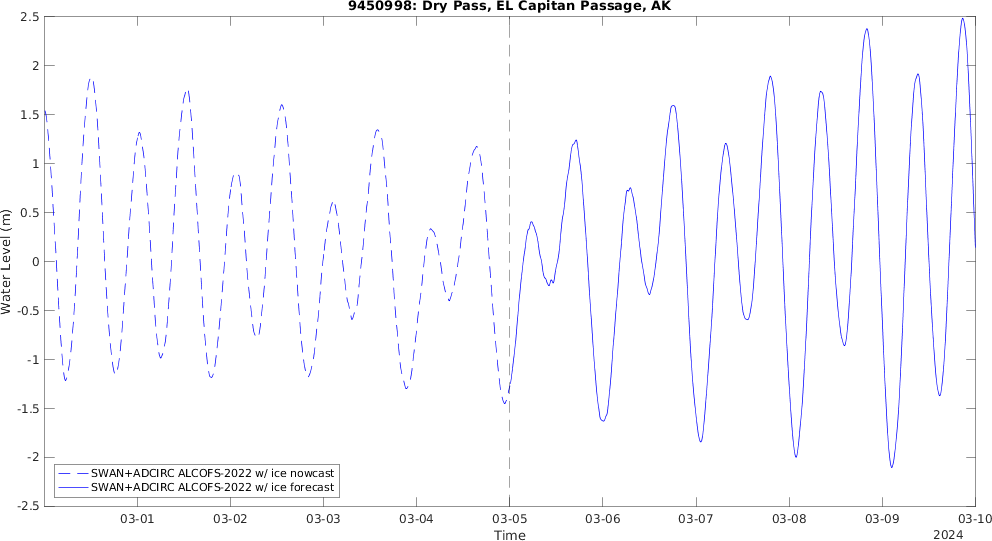 9450998: Dry Pass, EL Capitan Passage, AK
2.5
2
1.5
1
0.5
0
-0.5
-1
-1.5
-2
-2.5
Water Level (m)
SWAN+ADCIRC ALCOFS-2022 w/ ice nowcast
SWAN+ADCIRC ALCOFS-2022 w/ ice forecast
03-01 03-02 03-03 03-04 03-05 03-06 03-07 03-08 03-09 03-10
Time
2024